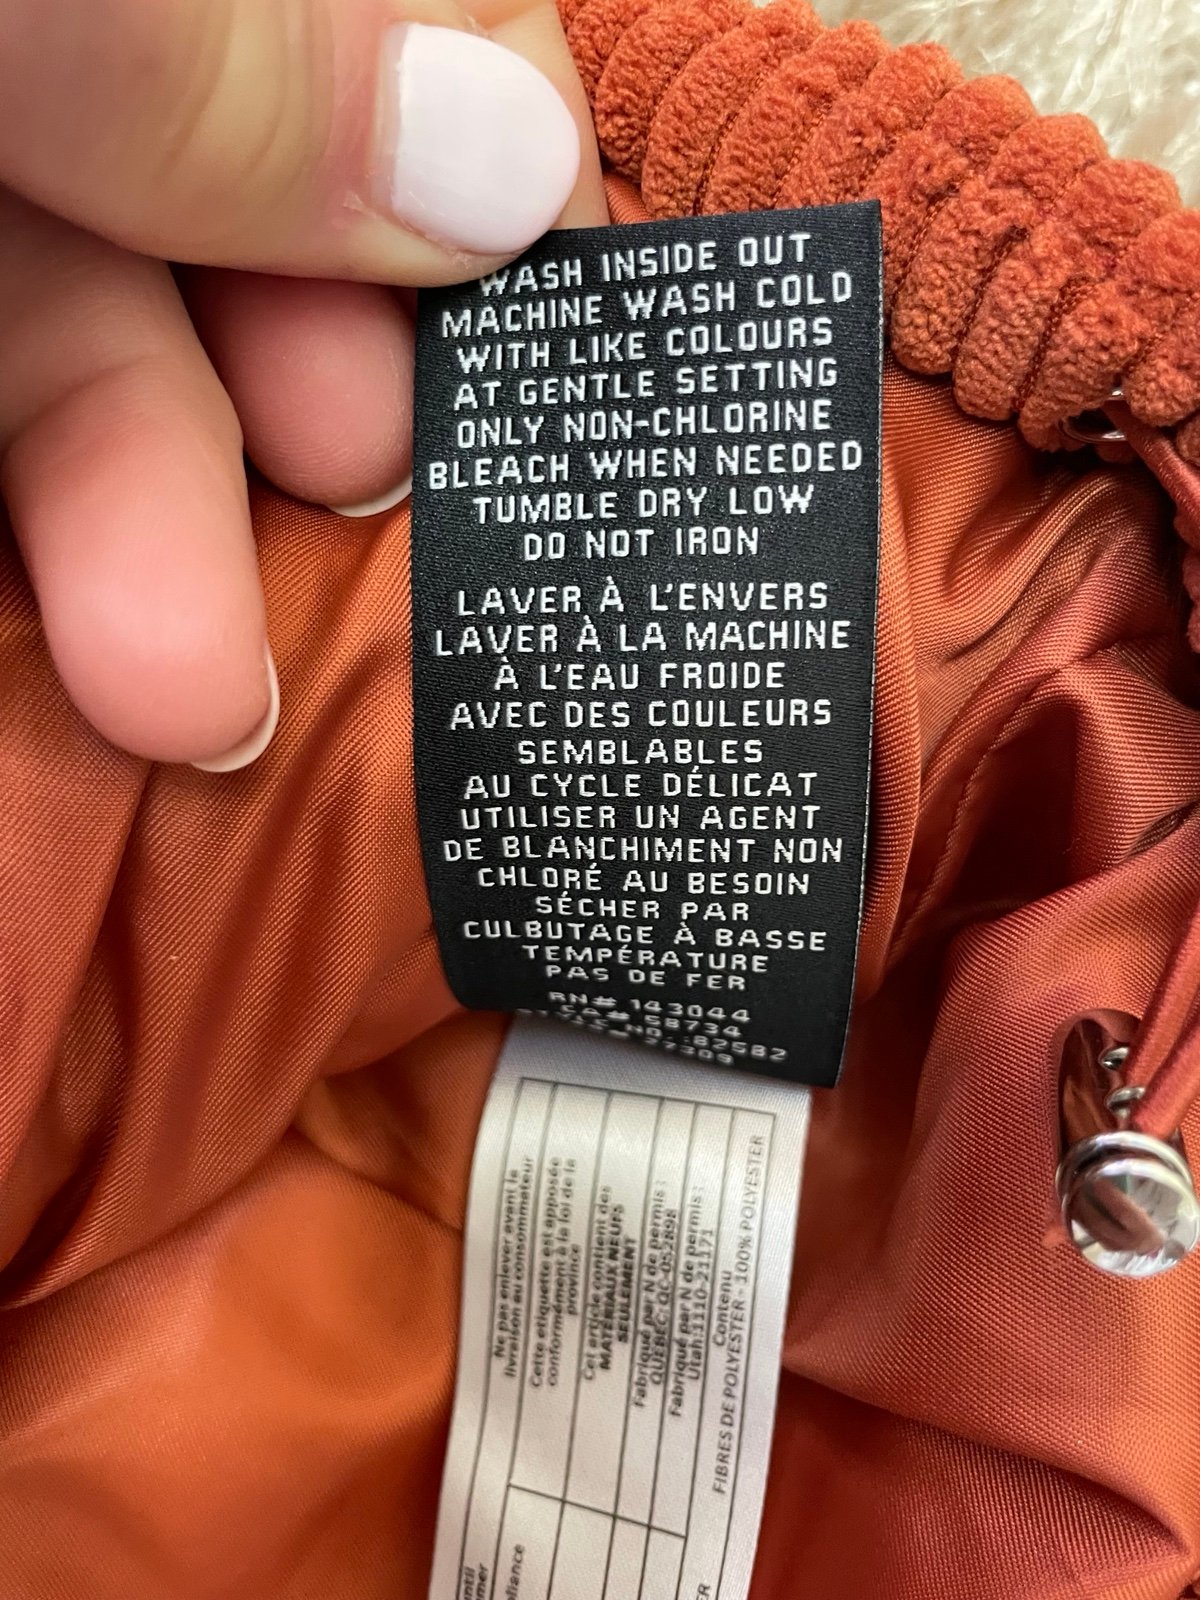 WASH INSIDE OUT
MACHINE WASH COLD
WITH LIKE COLOURS
AT GENTLE SETTING
ONLY NON-CHLORINE
BLEACH WHEN NEEDED
TUMBLE DRY LOW
DO NOT IRON
LAVER À L'ENVERS
LAVER À LA MACHINE
À L'EAU FROIDE
AVEC DES COULEURS
SEMBLABLES
AU CYCLE DÉLICAT
UTILISER UN AGENT
DE BLANCHIMENT NON
CHLORÉ AU BESOIN
SÉCHER PAR
CULBUTAGE À BASSE
TEMPÉRATURE
PAS DE FER
RN# 143044
CA# 58734
82582
Ne pas enlever avant la
livraison au consommateur
Cette etiquette est apposée
conformément à la loi de la
province
Cet article contient des
MATÉRIAUX NEUFS
SEULEMENT
Fabriqué par N de permis:
QUEBEC: QC-052898
Fabriqué par N de permis:
Utah:1110-21171
Contenu
FIBRES DE POLYESTER - 100% POLYESTER